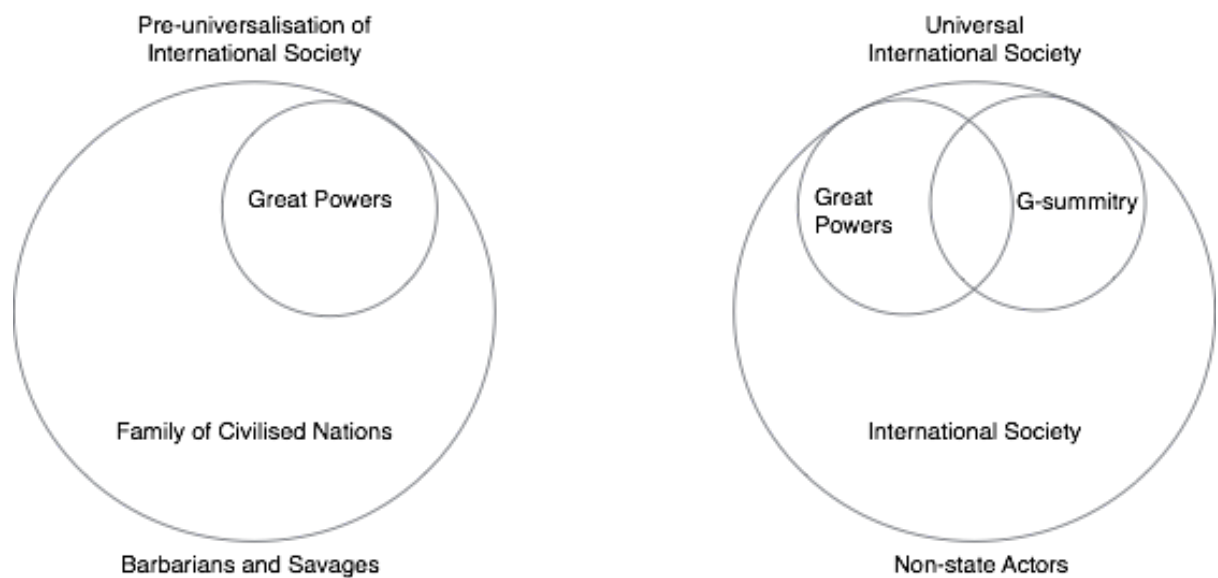 Pre-universalisation of
International Society
Great Powers
Family of Civilised Nations
Barbarians and Savages
Universal
International Society
Great
Powers
G-summitry
International Society
Non-state Actors